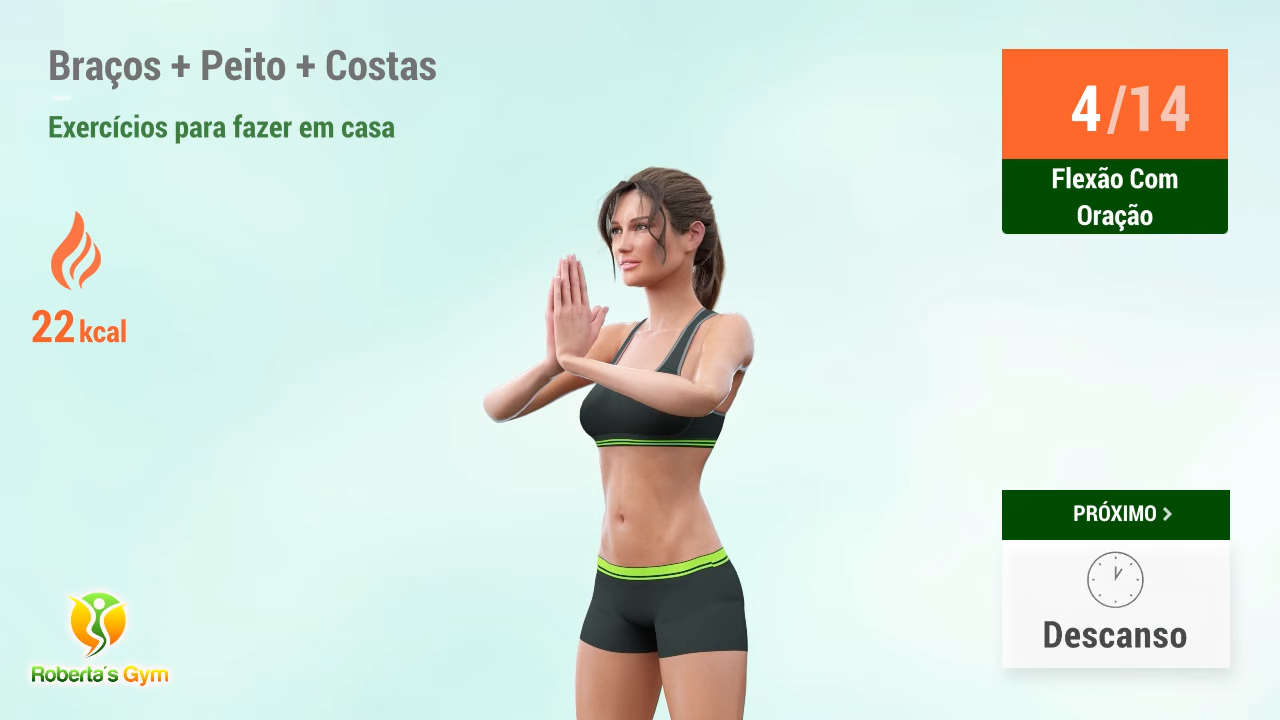 Braços + Peito + Costas
Exercícios para fazer em casa
4/14
Flexão Com
Oração
22 kcal
PRÓXIMO >
Descanso
Roberta´s Gym